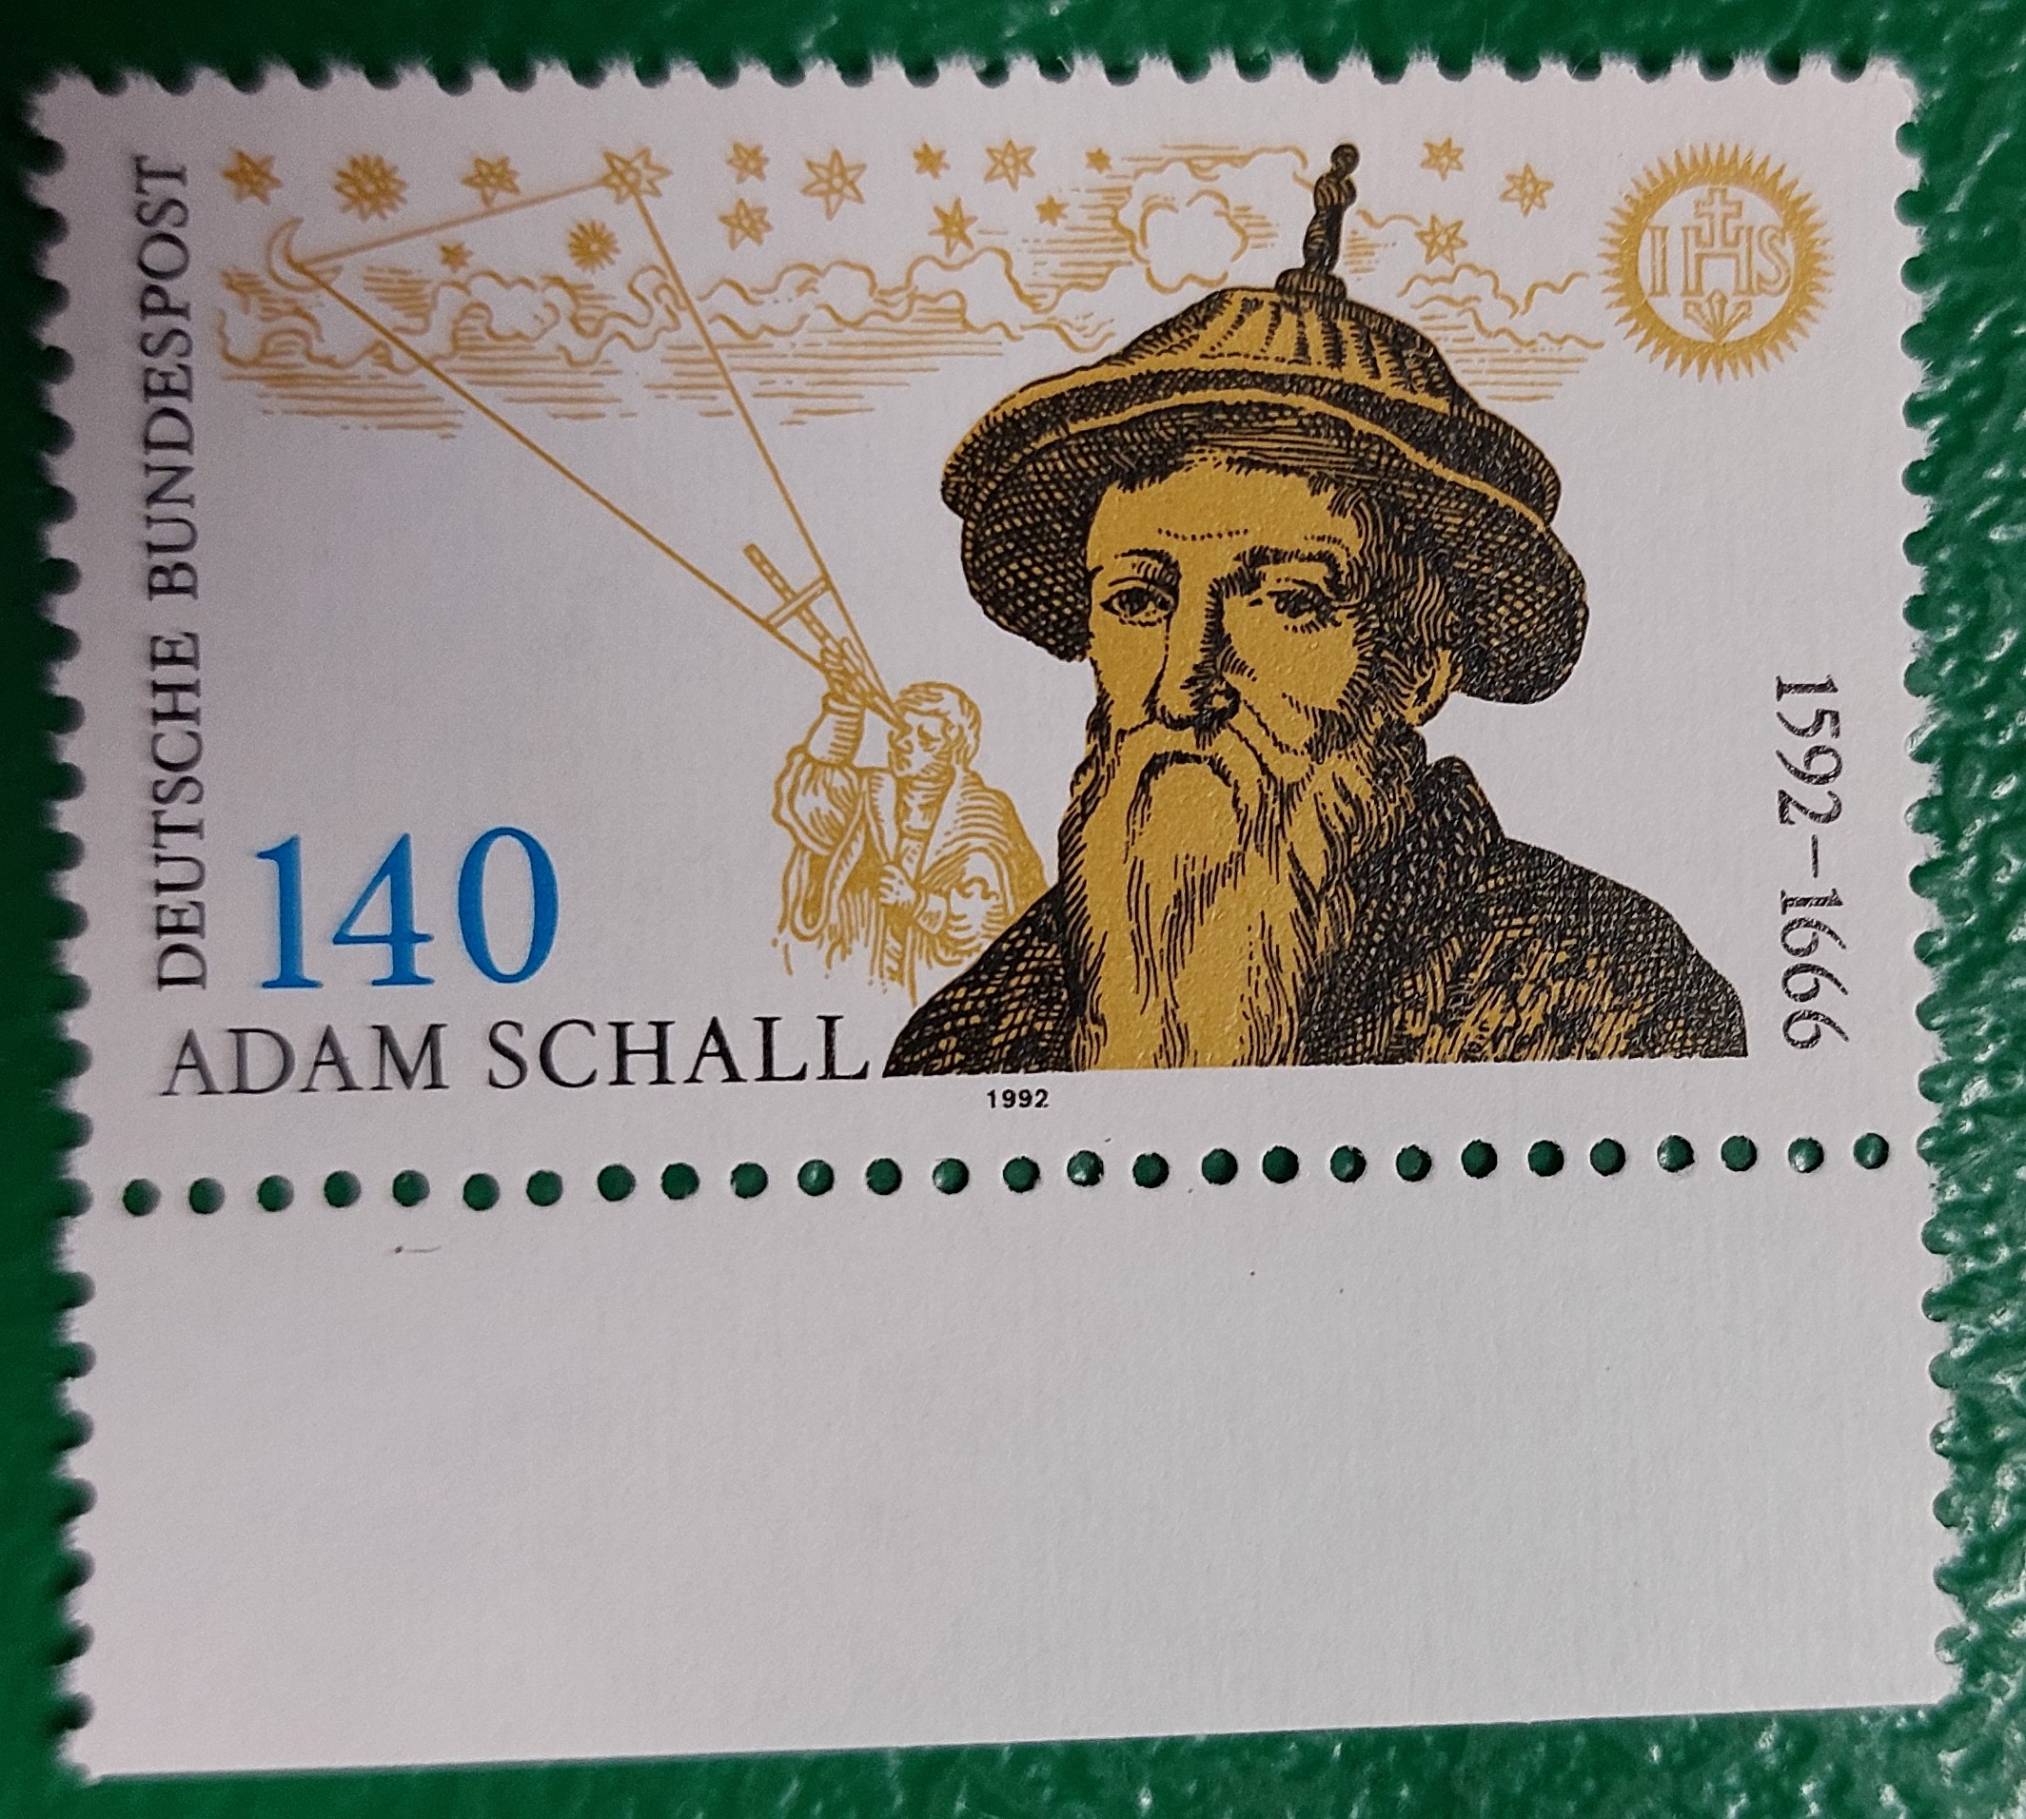 DEUTSCHE BUNDESPOST
IHS
140
ADAM SCHALL
1592-1666
1992